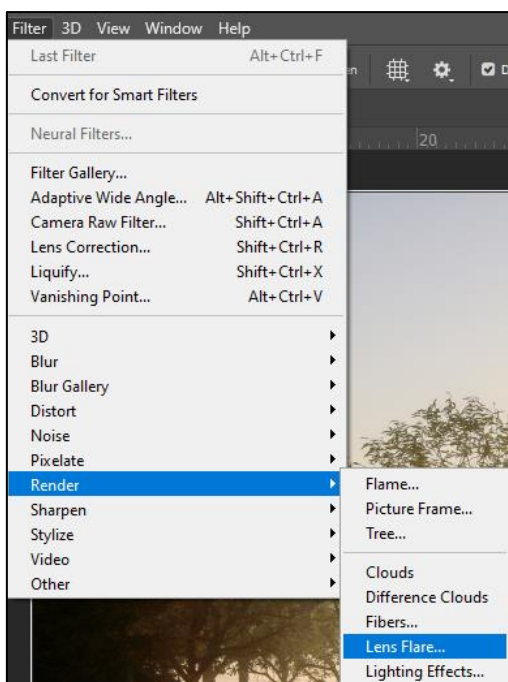 Filter 3D View Window Help
Last Filter Alt+Ctrl+F
Convert for Smart Filters
Neural Filters...
20
Filter Gallery...
Adaptive Wide Angle... Alt+Shift+Ctrl+A
Camera Raw Filter... Shift+Ctrl+A
Lens Correction... Shift+Ctrl+R
Liquify... Shift+Ctrl+X
Vanishing Point... Alt+Ctrl+V
3D
Blur
Blur Gallery
Distort
Noise
Pixelate
Render
Sharpen
Stylize
Video
Other
Flame...
Picture Frame...
Tree...
Clouds
Difference Clouds
Fibers...
Lens Flare...
Lighting Effects...